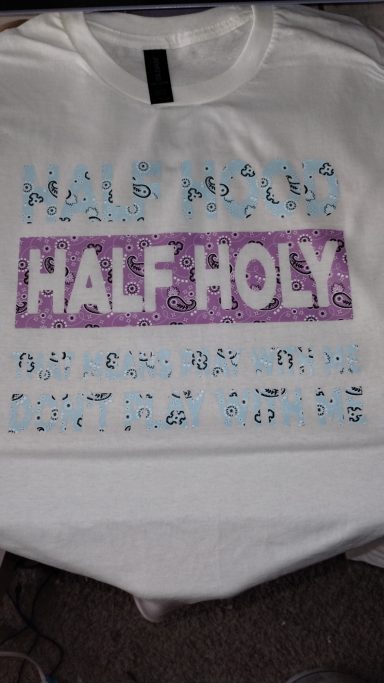 HALF HOOD
HALF HOLY
THAT MEANS PRAY WITH ME
DON'T PLAY WITH ME